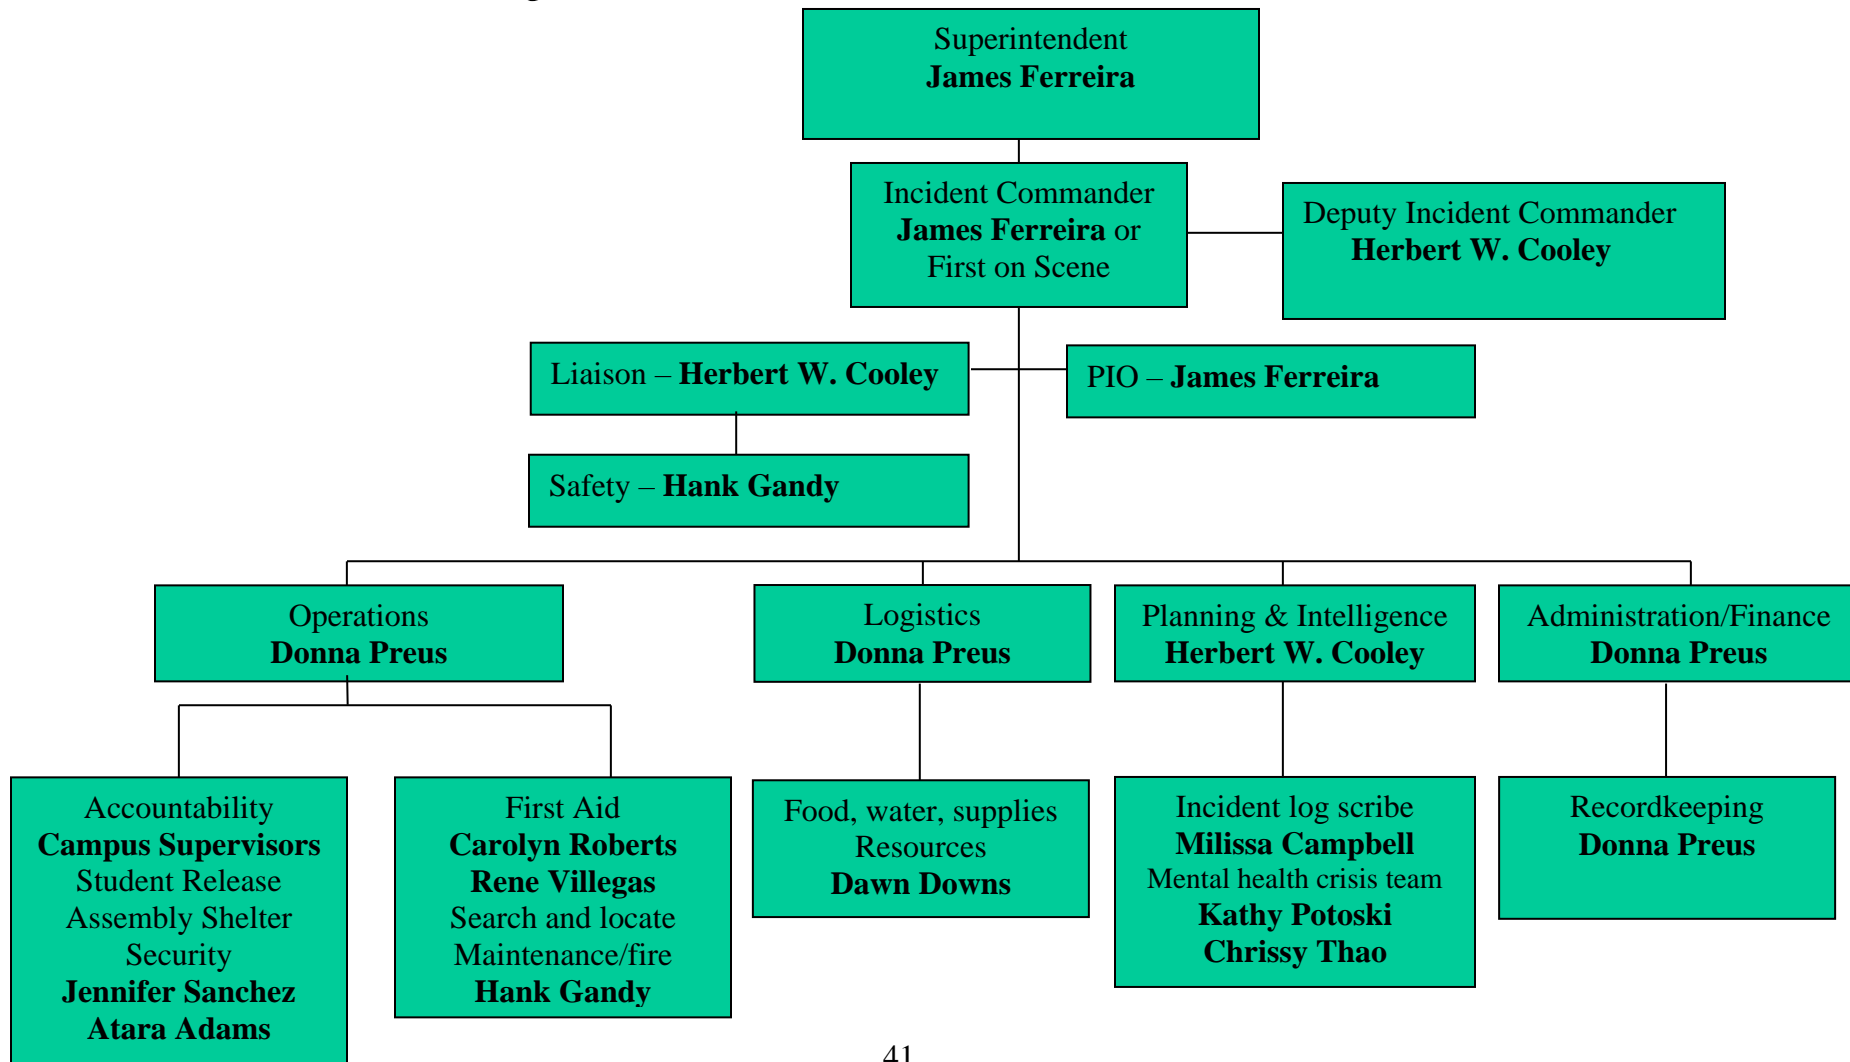 Superintendent
James Ferreira
Incident Commander
James Ferreira or
First on Scene
Deputy Incident Commander
Herbert W. Cooley
Liaison – Herbert W. Cooley
PIO – James Ferreira
Safety – Hank Gandy
Operations
Donna Preus
Logistics
Donna Preus
Planning & Intelligence
Herbert W. Cooley
Administration/Finance
Donna Preus
Accountability
Campus Supervisors
Student Release
Assembly Shelter
Security
Jennifer Sanchez
Atara Adams
First Aid
Carolyn Roberts
Rene Villegas
Search and locate
Maintenance/fire
Hank Gandy
Food, water, supplies
Resources
Dawn Downs
Incident log scribe
Milissa Campbell
Mental health crisis team
Kathy Potoski
Chrissy Thao
Recordkeeping
Donna Preus
41